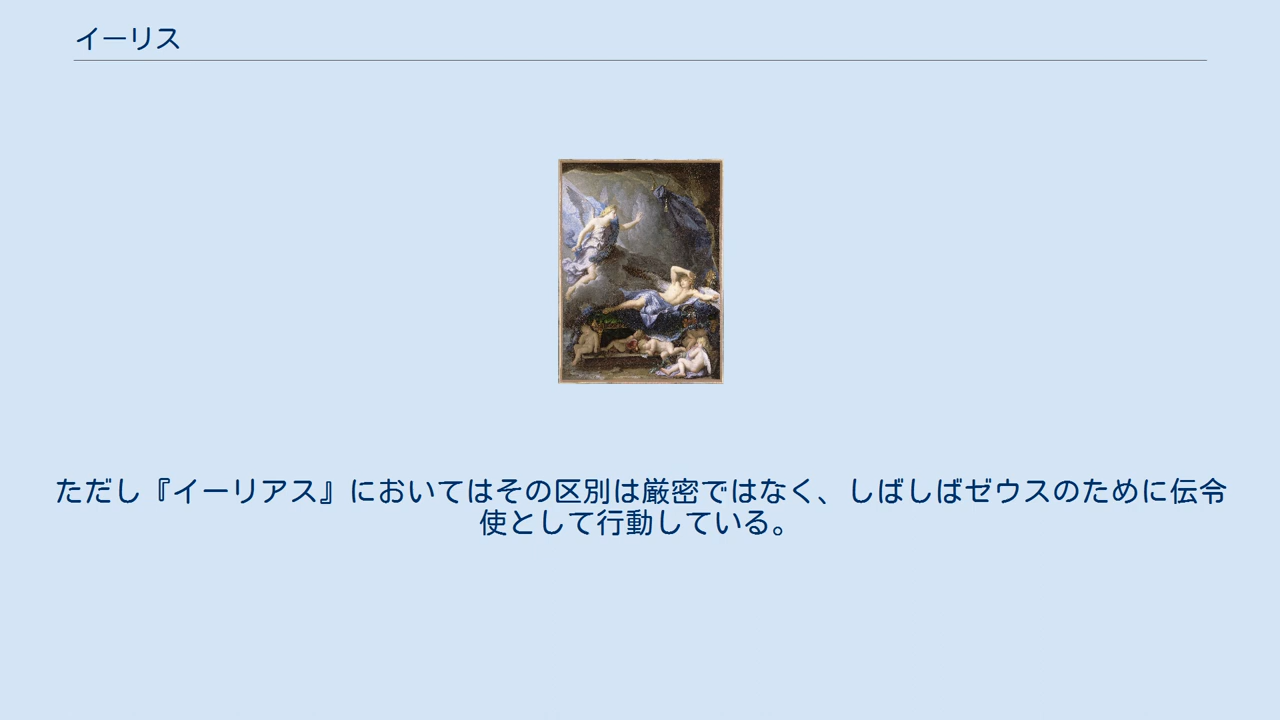 イーリス
ただし『イーリアス』においてはその区別は厳密ではなく、しばしばゼウスのために伝令
使として行動している。